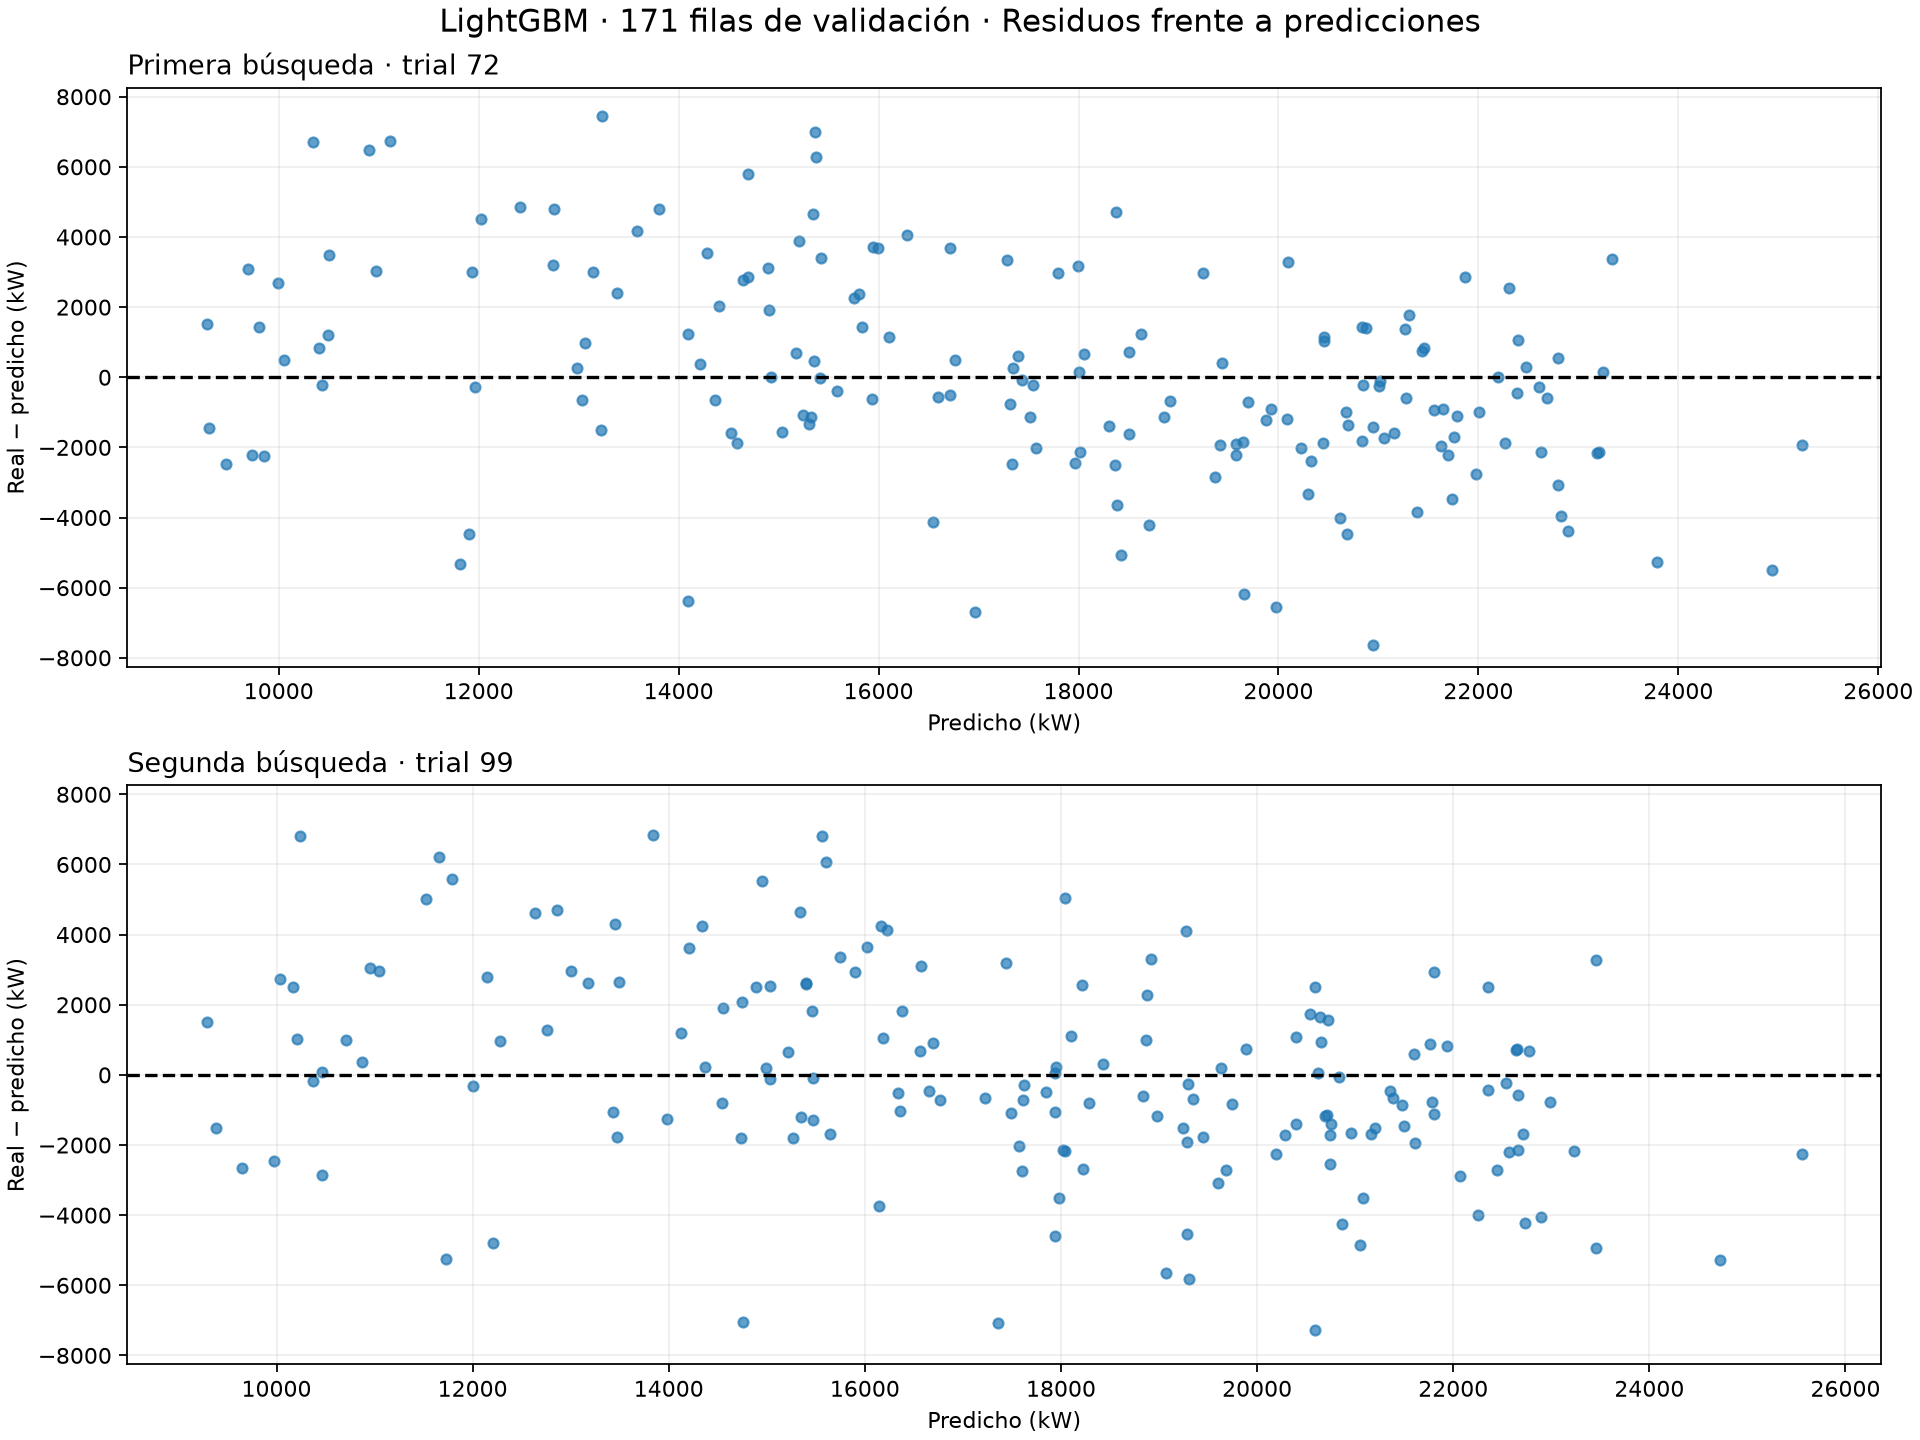 LightGBM · 171 filas de validación · Residuos frente a predicciones
Primera búsqueda · trial 72
8000
6000
4000
2000
0
−2000
−4000
−6000
−8000
Real − predicho (kW)
10000 12000 14000 16000 18000 20000 22000 24000 26000
Predicho (kW)
Segunda búsqueda · trial 99
8000
6000
4000
2000
0
−2000
−4000
−6000
−8000
Real − predicho (kW)
10000 12000 14000 16000 18000 20000 22000 24000 26000
Predicho (kW)